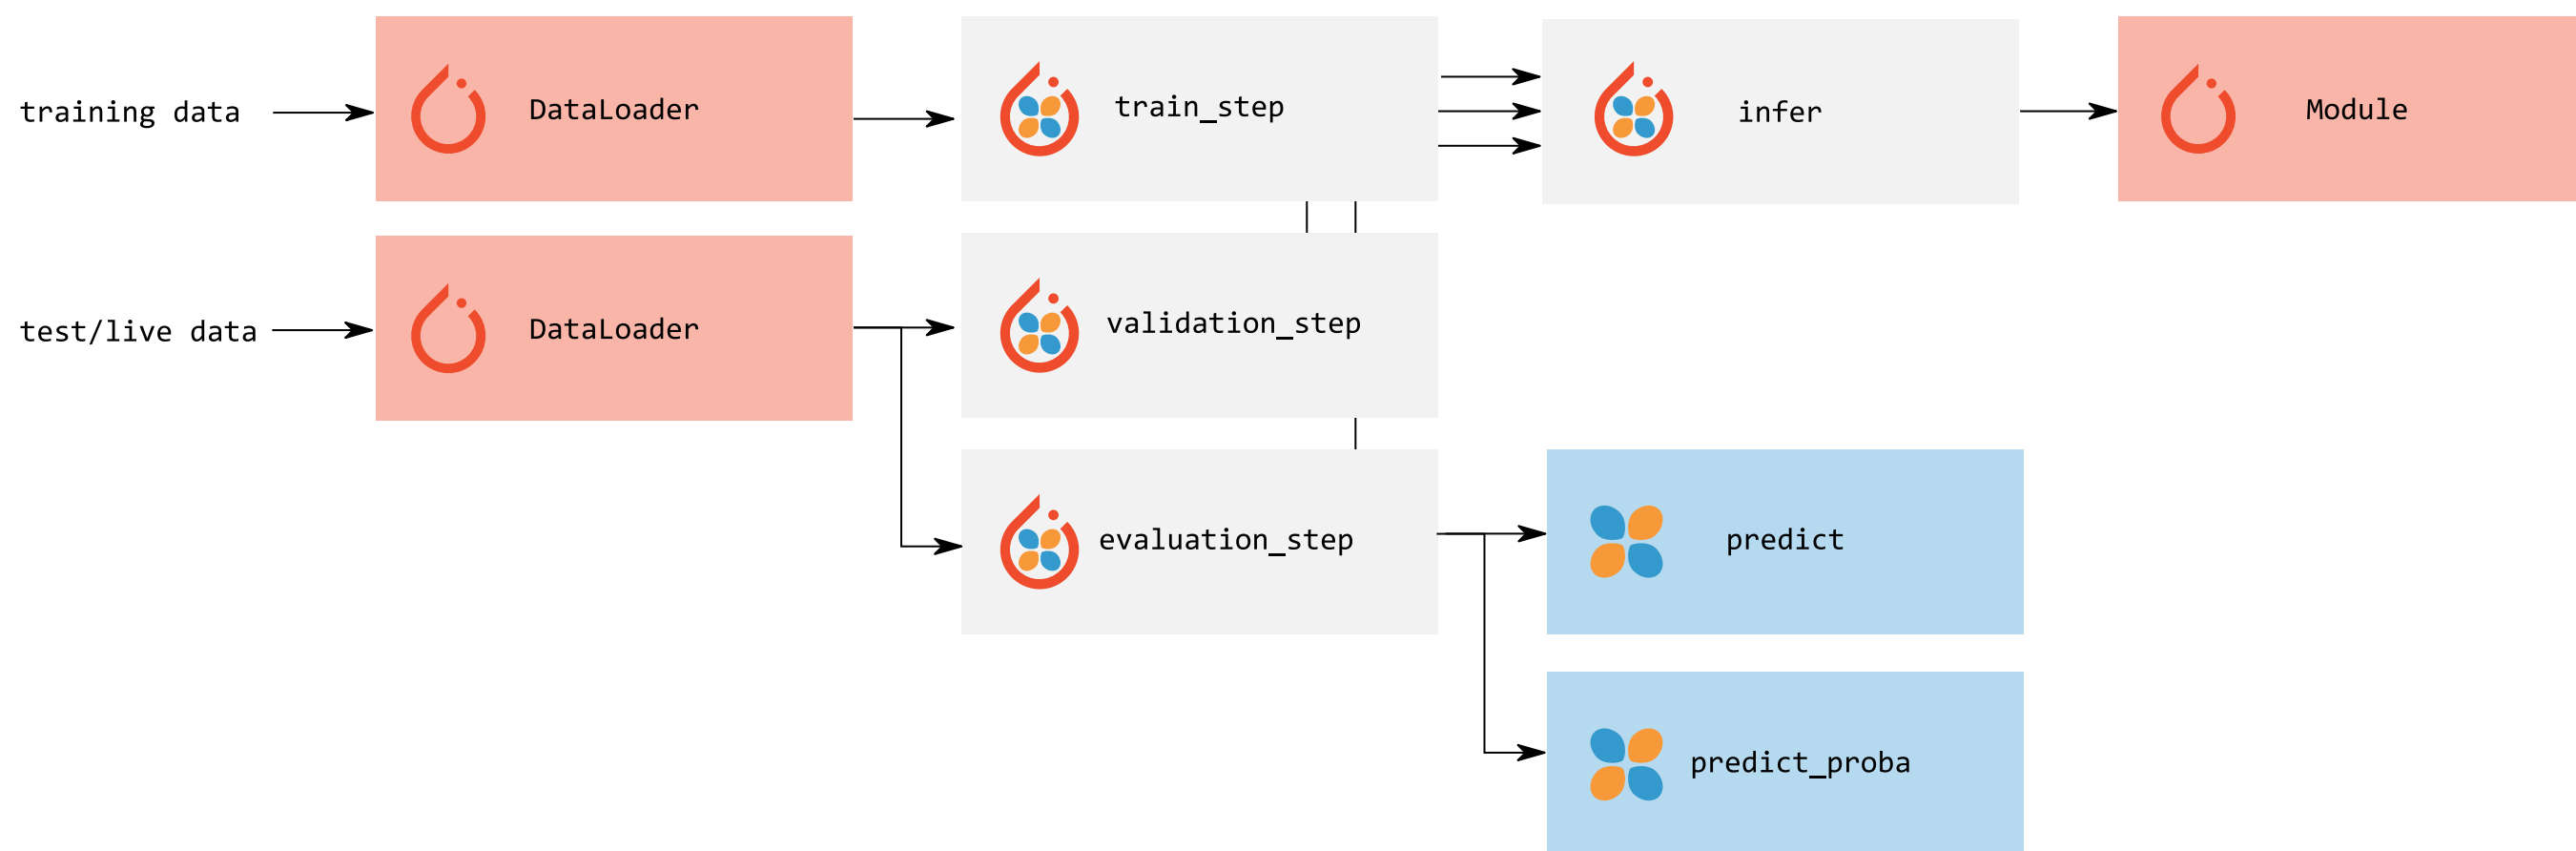 training data
DataLoader
train_step
infer
Module
test/live data
DataLoader
validation_step
evaluation_step
predict
predict_proba